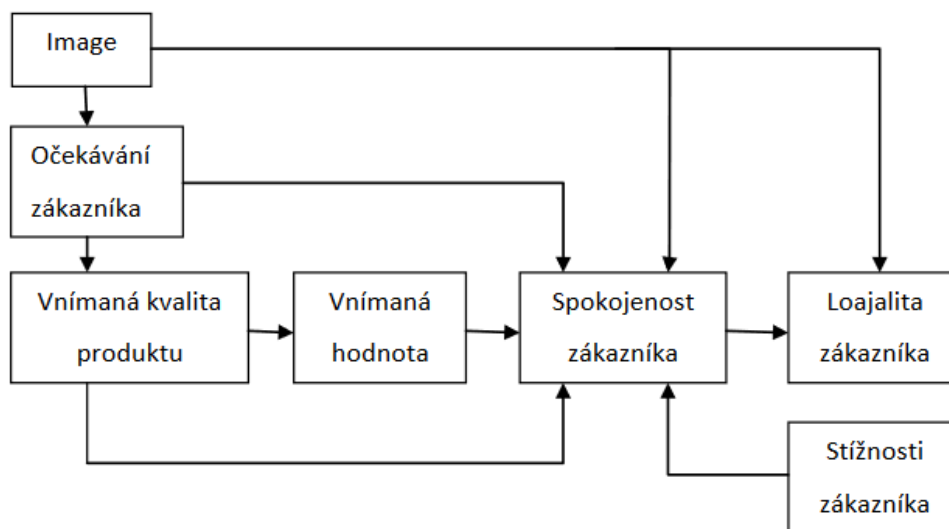 Image
Očekávání
zákazníka
Vnímaná kvalita
produktu
Vnímaná
hodnota
Spokojenost
zákazníka
Loajalita
zákazníka
Stížnosti
zákazníka